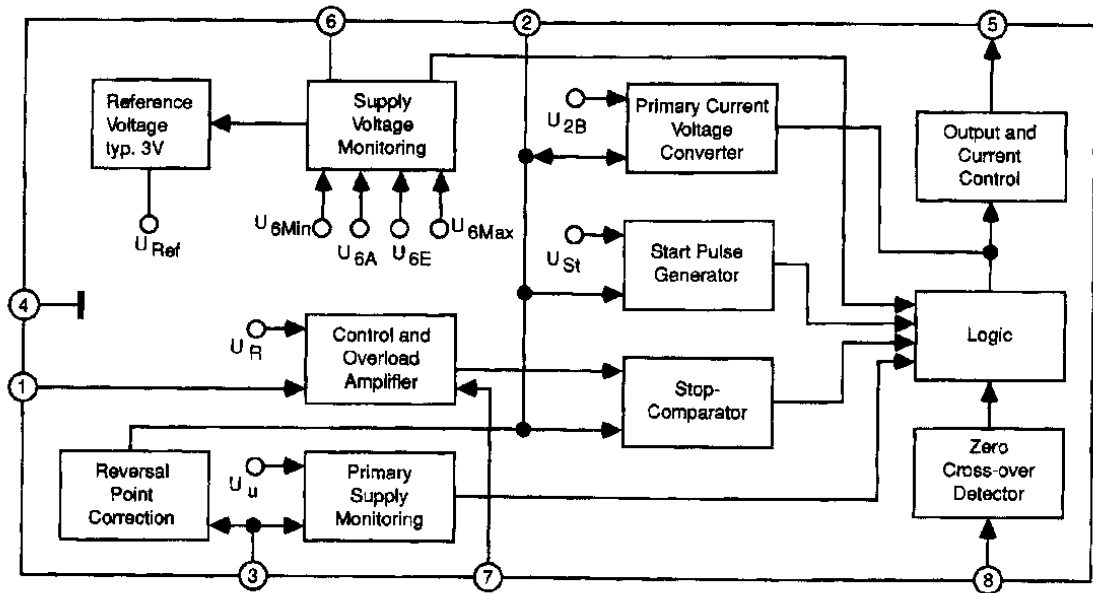 6
2
5
Reference
Voltage
typ. 3V
Supply
Voltage
Monitoring
U2B
Primary Current
Voltage
Converter
Output and
Current
Control
URef
U6Min
U6A
U6E
U6Max
USt
Start Pulse
Generator
4
UR
Control and
Overload
Amplifier
Logic
1
Stop-
Comparator
Reversal
Point
Correction
Uu
Primary
Supply
Monitoring
Zero
Cross-over
Detector
3
7
8